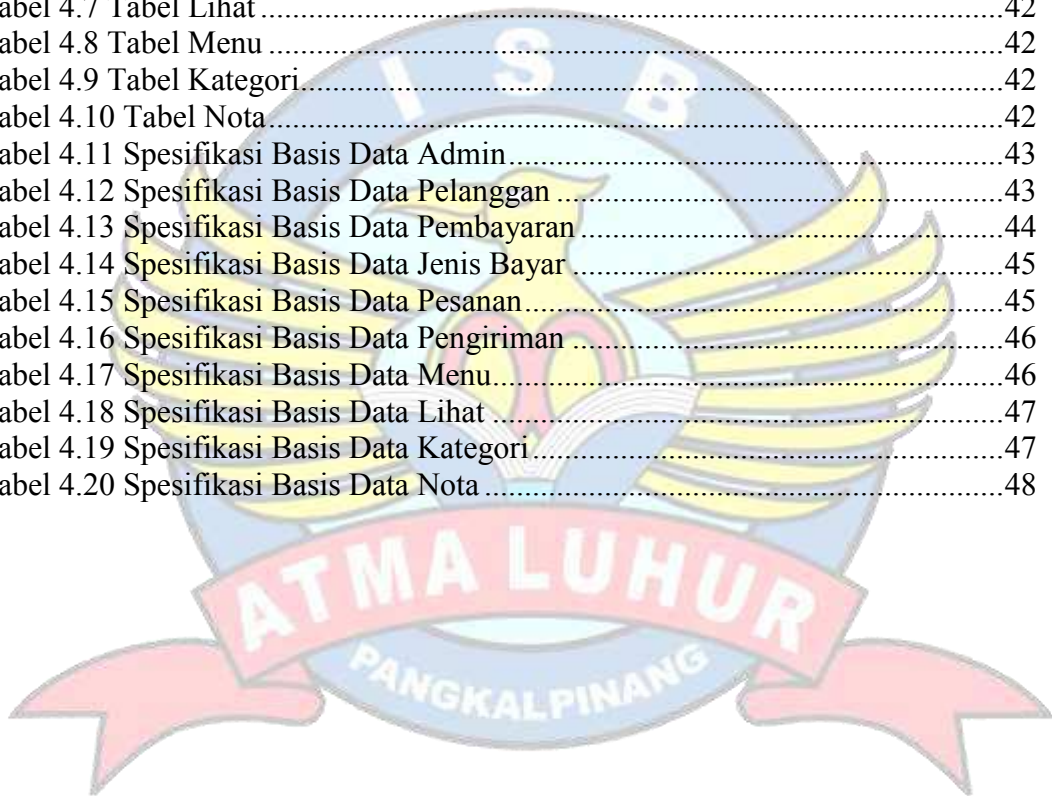 abel 4.7 Tabel Lihat ........ 42
abel 4.8 Tabel Menu ........ 42
abel 4.9 Tabel Kategori ........ 42
abel 4.10 Tabel Nota ........ 42
abel 4.11 Spesifikasi Basis Data Admin ........ 43
abel 4.12 Spesifikasi Basis Data Pelanggan ........ 43
abel 4.13 Spesifikasi Basis Data Pembayaran ........ 44
abel 4.14 Spesifikasi Basis Data Jenis Bayar ........ 45
abel 4.15 Spesifikasi Basis Data Pesanan ........ 45
abel 4.16 Spesifikasi Basis Data Pengiriman ........ 46
abel 4.17 Spesifikasi Basis Data Menu ........ 46
abel 4.18 Spesifikasi Basis Data Lihat ........ 47
abel 4.19 Spesifikasi Basis Data Kategori ........ 47
abel 4.20 Spesifikasi Basis Data Nota ........ 48
I S B
ATMA LUHUR
PANGKALPINANG